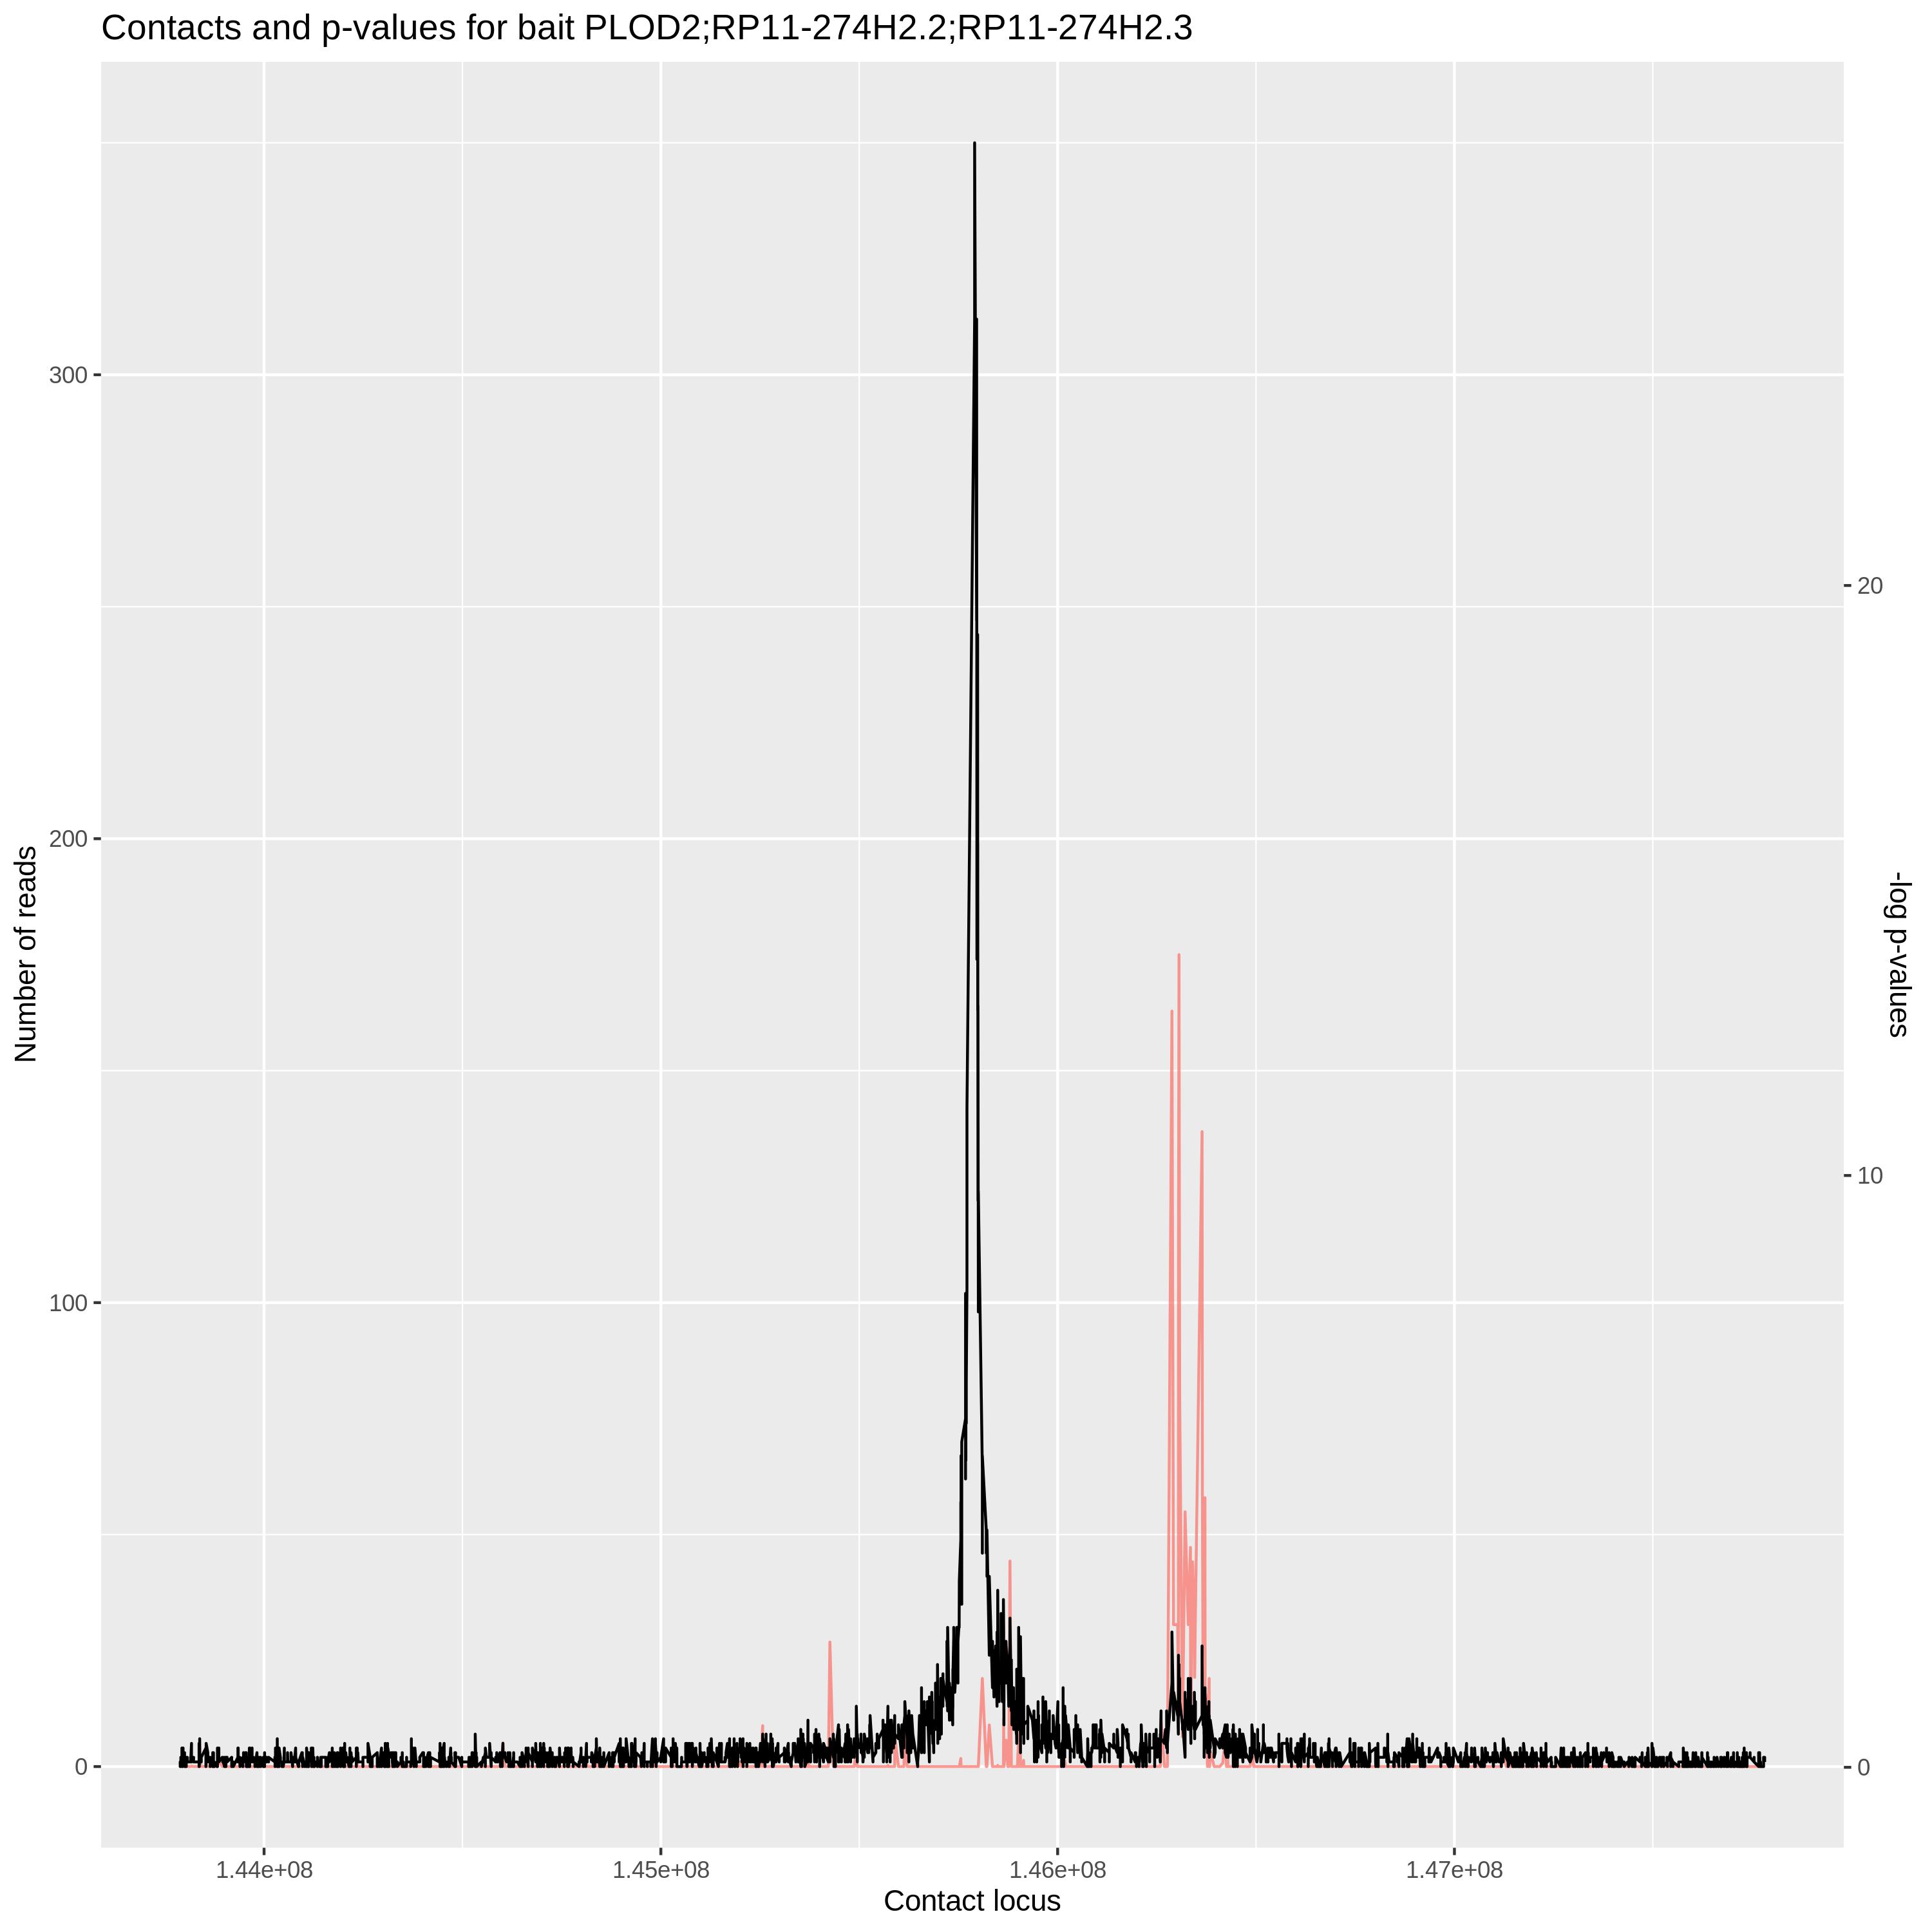 Contacts and p-values for bait PLOD2;RP11-274H2.2;RP11-274H2.3
Number of reads
300
200
100
0
20
10
0
-log p-values
1.44e+08
1.45e+08
1.46e+08
1.47e+08
Contact locus